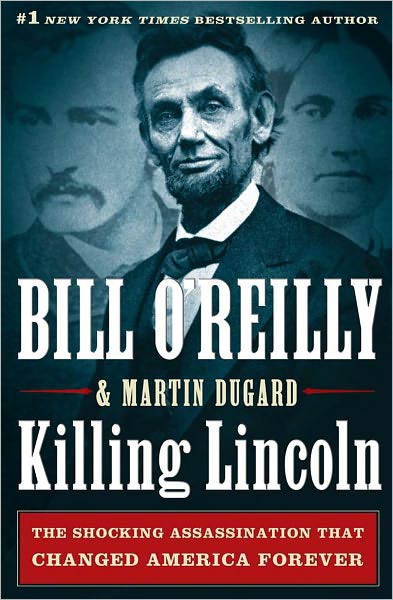 #1 NEW YORK TIMES BESTSELLING AUTHOR
BILL O'REILLY
& MARTIN DUGARD
Killing Lincoln
THE SHOCKING ASSASSINATION THAT
CHANGED AMERICA FOREVER